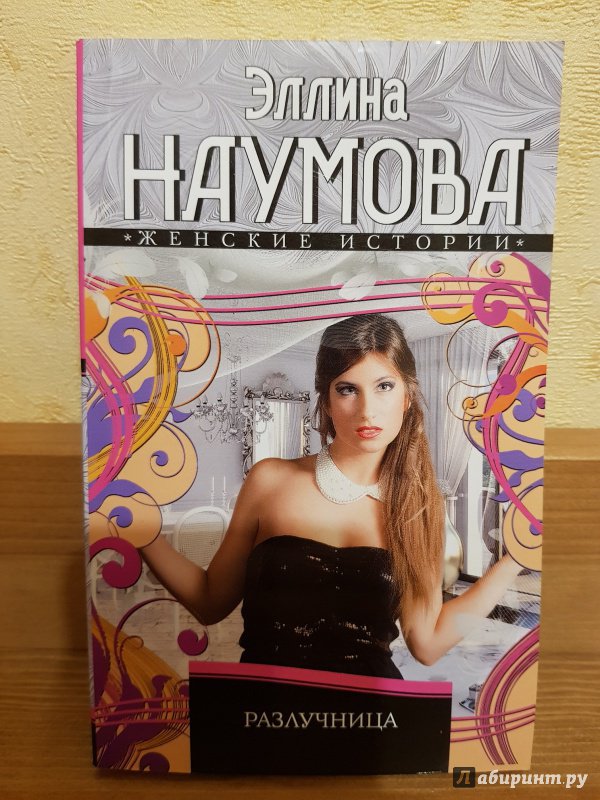 Эллина
НАУМОВА
*ЖЕНСКИЕ ИСТОРИИ*
РАЗЛУЧНИЦА
Лабиринт.ру